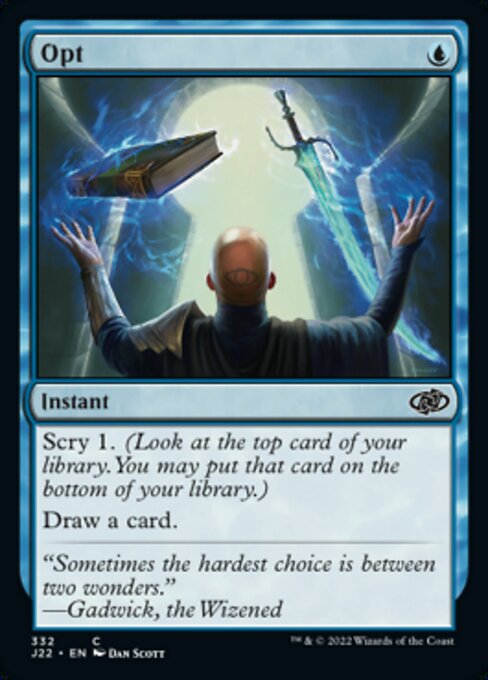 Opt
Instant
Scry 1. (Look at the top card of your
library. You may put that card on the
bottom of your library.)
Draw a card.
“Sometimes the hardest choice is between
two wonders.”
—Gadwick, the Wizened
332 C
J22 • EN Dan Scott
™ & © 2022 Wizards of the Coast